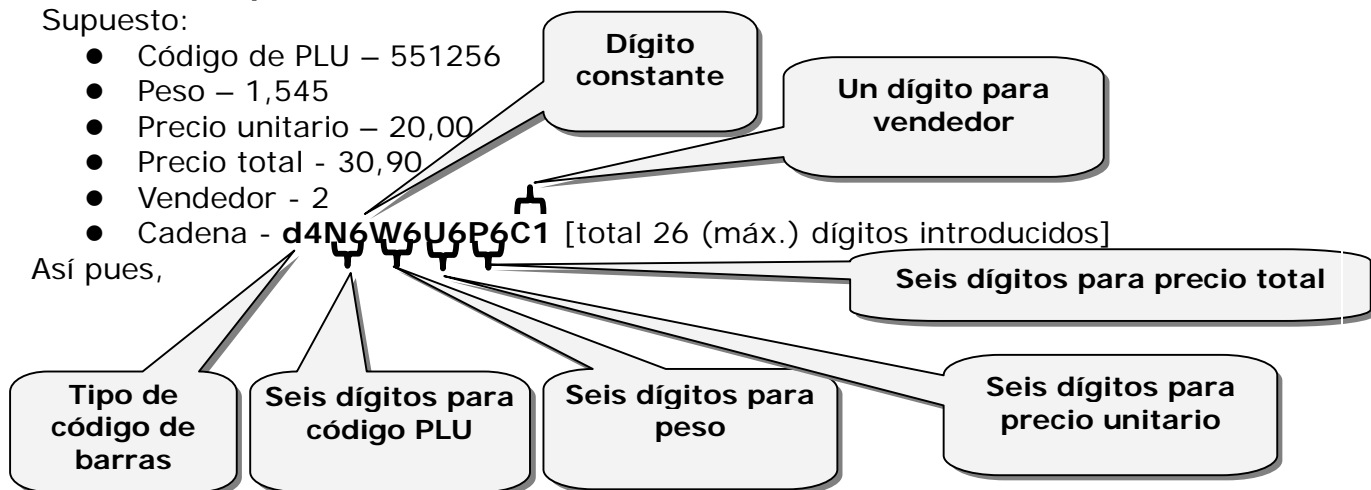 Supuesto:
● Código de PLU – 551256
● Peso – 1,545
● Precio unitario – 20,00
● Precio total - 30,90
● Vendedor - 2
● Cadena - d4N6W6U6P6C1 [total 26 (máx.) dígitos introducidos]
Así pues,
Dígito
constante
Un dígito para
vendedor
Seis dígitos para precio total
Tipo de
código de
barras
Seis dígitos para
código PLU
Seis dígitos para
peso
Seis dígitos para
precio unitario